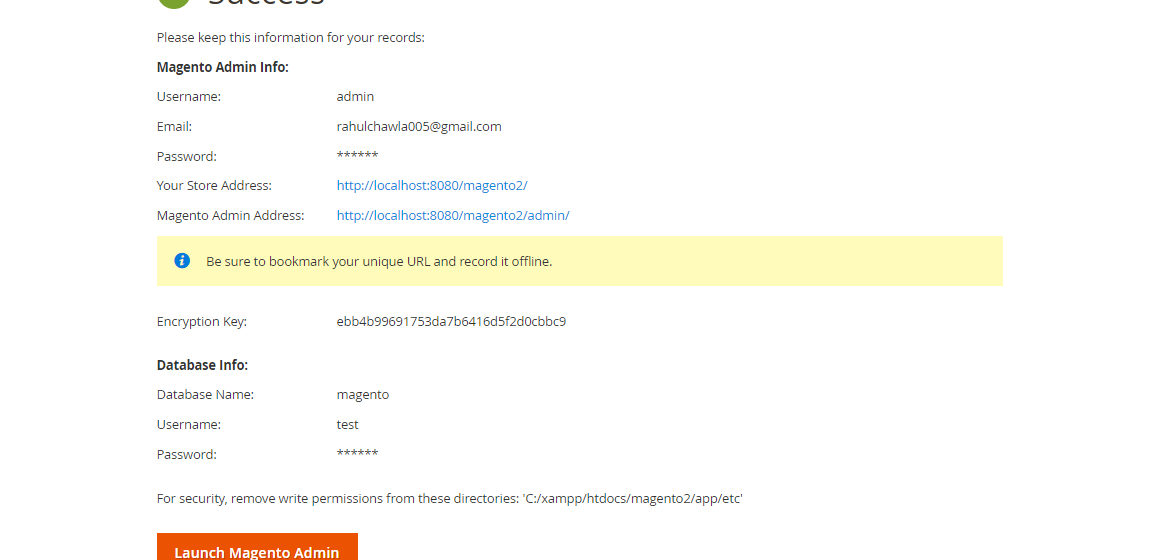 Success
Please keep this information for your records:
Magento Admin Info:
Username: admin
Email: rahulchawla005@gmail.com
Password: ******
Your Store Address: http://localhost:8080/magento2/
Magento Admin Address: http://localhost:8080/magento2/admin/
Be sure to bookmark your unique URL and record it offline.
Encryption Key: ebb4b99691753da7b6416d5f2d0cbbc9
Database Info:
Database Name: magento
Username: test
Password: ******
For security, remove write permissions from these directories: 'C:/xampp/htdocs/magento2/app/etc'
Launch Magento Admin